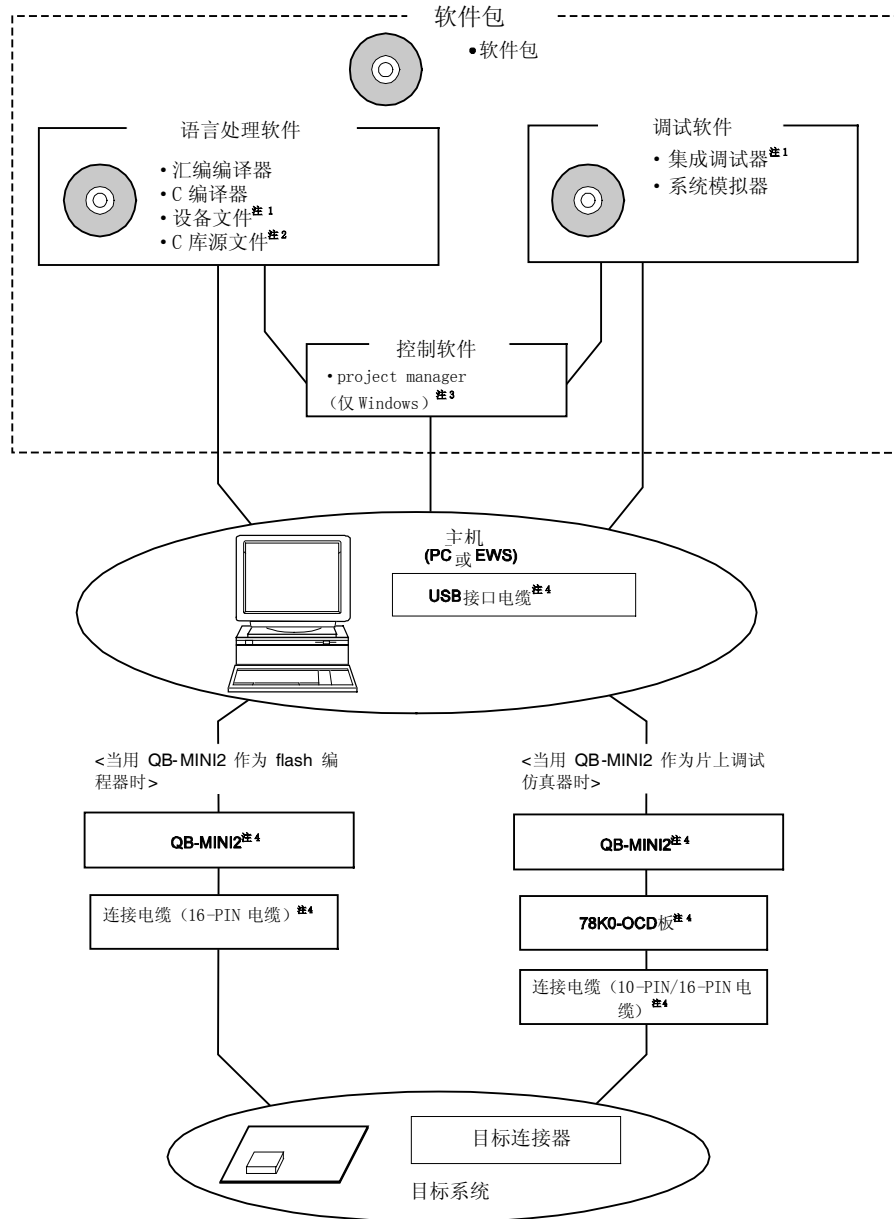 软件包
•软件包
语言处理软件
·汇编编译器
·C 编译器
·设备文件注 1
·C 库源文件注 2
调试软件
·集成调试器注 1
·系统模拟器
控制软件
·project manager
（仅 Windows）注 3
主机
(PC 或 EWS)
USB接口电缆注 4
<当用 QB-MINI2 作为 flash 编
程器时>
QB-MINI2注 4
连接电缆（16-PIN 电缆）注4
<当用 QB-MINI2 作为片上调试
仿真器时>
QB-MINI2注 4
78K0-OCD板注 4
连接电缆（10-PIN/16-PIN 电
缆）注4
目标连接器
目标系统